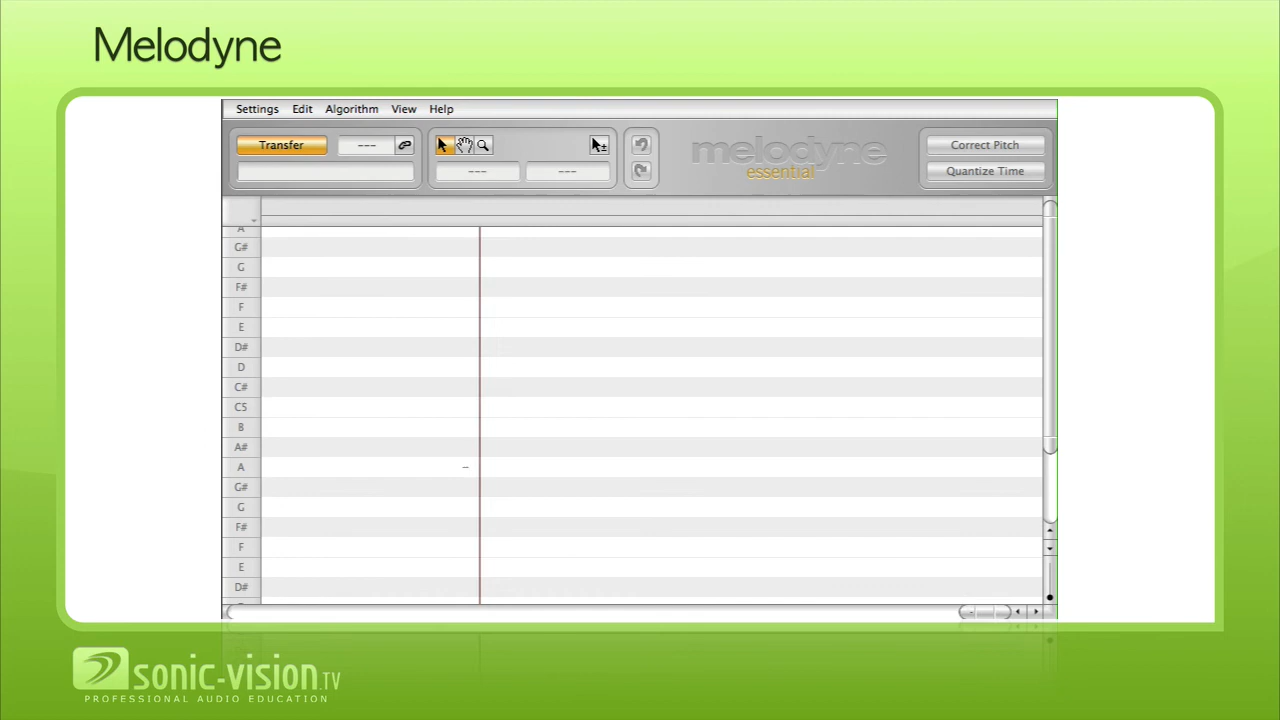 Melodyne
Settings Edit Algorithm View Help
Transfer --- 
--- ---
melodyne
essential
Correct Pitch
Quantize Time
A
G#
G
F#
F
E
D#
D
C#
C5
B
A#
A
G#
G
F#
F
E
D#
sonic-vision.TV
PROFESSIONAL AUDIO EDUCATION